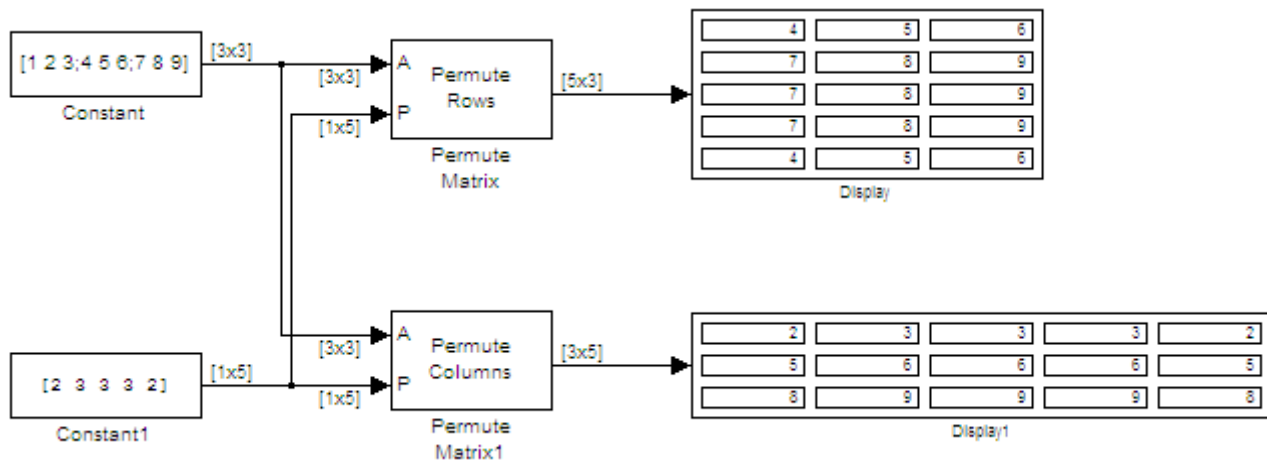 [1 2 3;4 5 6;7 8 9]
Constant
[3x3]
[3x3]
A
[1x5]
P
Permute
Rows
Permute
Matrix
[5x3]
4 5 6
7 8 9
7 8 9
7 8 9
4 5 6
Display
[2 3 3 3 2]
Constant1
[1x5]
[3x3]
A
[1x5]
P
Permute
Columns
Permute
Matrix1
[3x5]
2 3 3 3 2
5 6 6 6 5
8 9 9 9 8
Display1